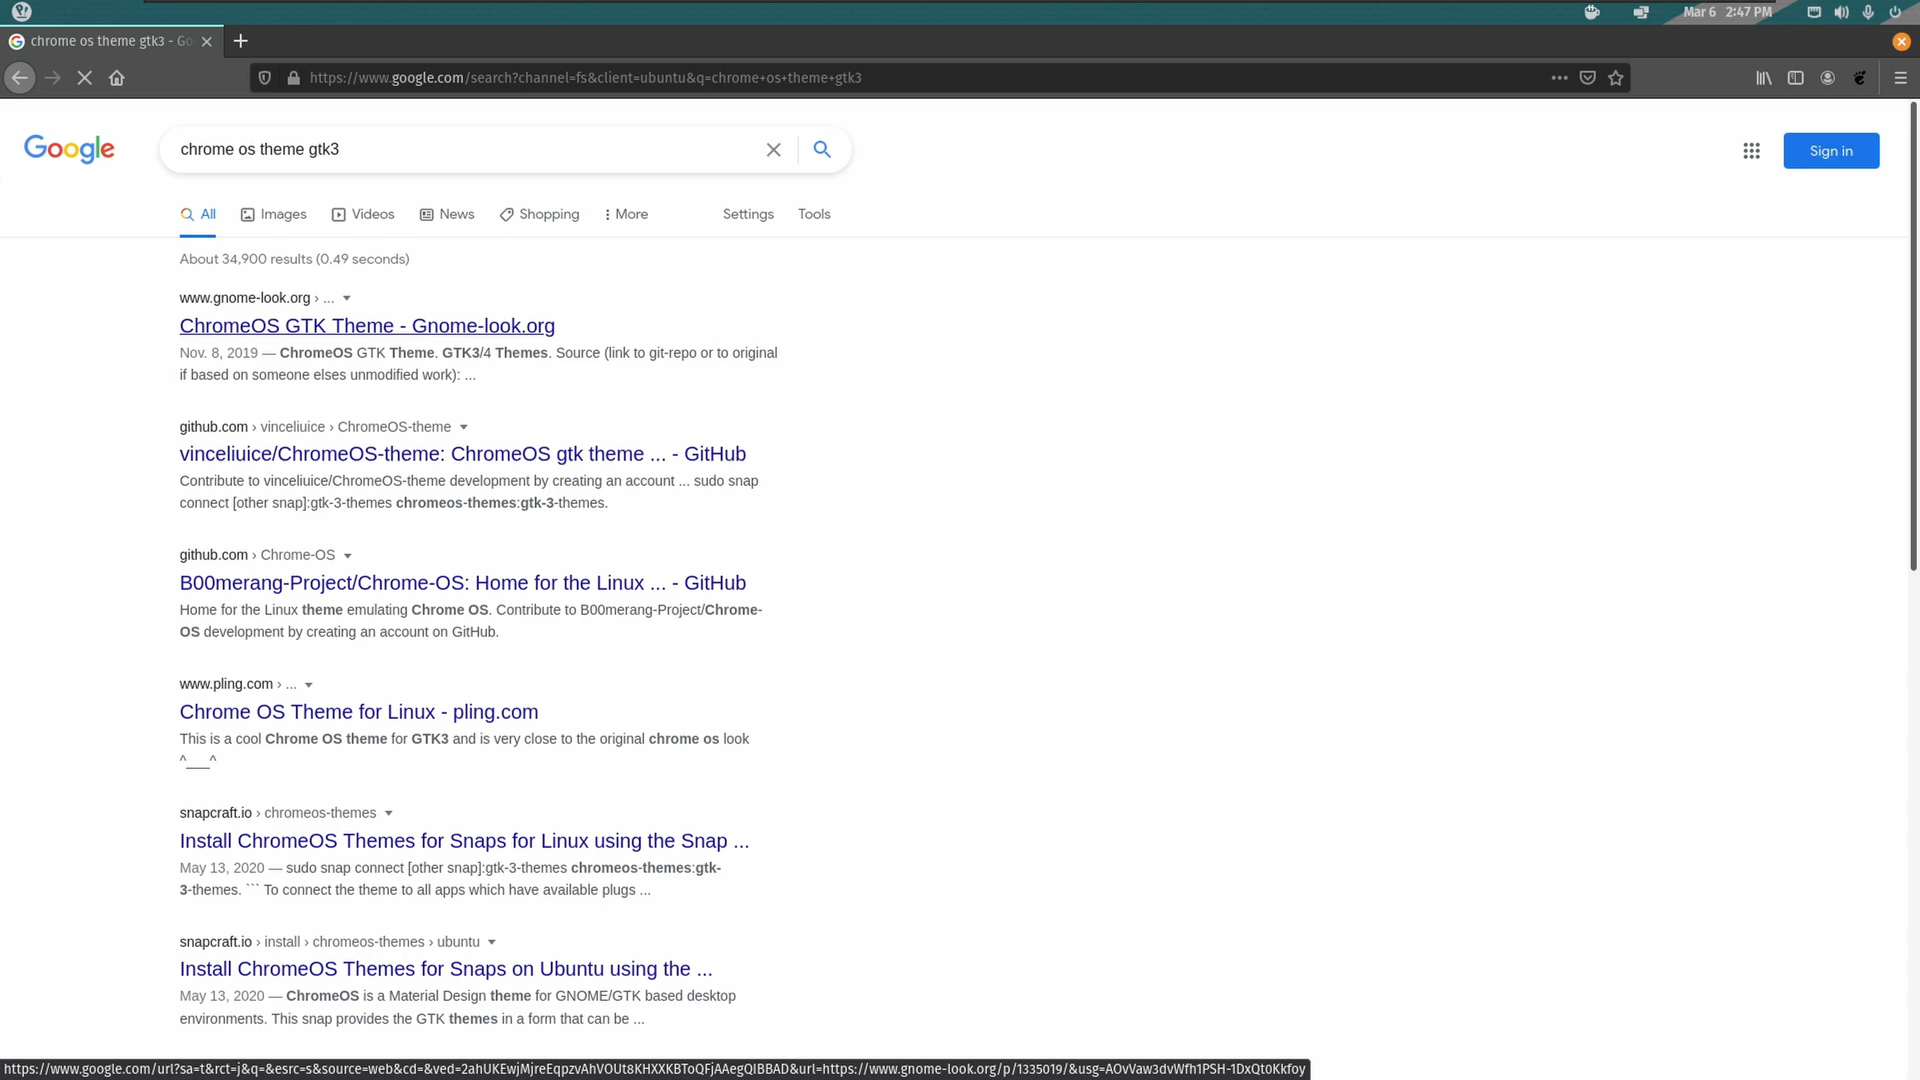 Mar 6 2:47 PM
chrome os theme gtk3 - Go
https://www.google.com/search?channel=fs&client=ubuntu&q=chrome+os+theme+gtk3
Google
chrome os theme gtk3
Sign in
All Images Videos News Shopping More Settings Tools
About 34,900 results (0.49 seconds)
www.gnome-look.org › ...
ChromeOS GTK Theme - Gnome-look.org
Nov. 8, 2019 — ChromeOS GTK Theme. GTK3/4 Themes. Source (link to git-repo or to original
if based on someone elses unmodified work): ...
github.com › vinceliuice › ChromeOS-theme
vinceliuice/ChromeOS-theme: ChromeOS gtk theme ... - GitHub
Contribute to vinceliuice/ChromeOS-theme development by creating an account ... sudo snap
connect [other snap]:gtk-3-themes chromeos-themes:gtk-3-themes.
github.com › Chrome-OS
B00merang-Project/Chrome-OS: Home for the Linux ... - GitHub
Home for the Linux theme emulating Chrome OS. Contribute to B00merang-Project/Chrome-
OS development by creating an account on GitHub.
www.pling.com › ...
Chrome OS Theme for Linux - pling.com
This is a cool Chrome OS theme for GTK3 and is very close to the original chrome os look
^___^
snapcraft.io › chromeos-themes
Install ChromeOS Themes for Snaps for Linux using the Snap ...
May 13, 2020 — sudo snap connect [other snap]:gtk-3-themes chromeos-themes:gtk-
3-themes. ``` To connect the theme to all apps which have available plugs ...
snapcraft.io › install › chromeos-themes › ubuntu
Install ChromeOS Themes for Snaps on Ubuntu using the ...
May 13, 2020 — ChromeOS is a Material Design theme for GNOME/GTK based desktop
environments. This snap provides the GTK themes in a form that can be ...
https://www.google.com/url?sa=t&rct=j&q=&esrc=s&source=web&cd=&ved=2ahUKEwjMjreEqpzvAhVOUt8KHXXKBToQFjAAegQIBBAD&url=https://www.gnome-look.org/p/1335019/&usg=AOvVaw3dvWfh1PSH-1DxQt0Kkfoy